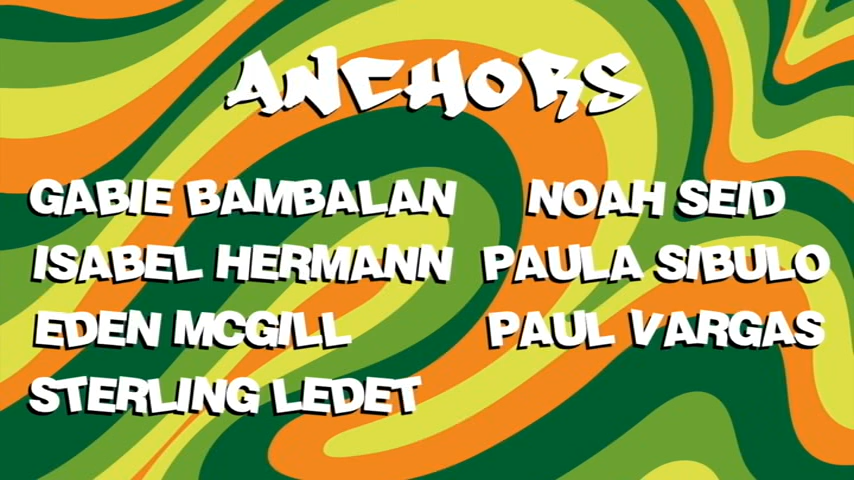 ANCHORS
GABIE BAMBALAN
ISABEL HERMANN
EDEN MCGILL
STERLING LEDET
NOAH SEID
PAULA SIBULO
PAUL VARGAS